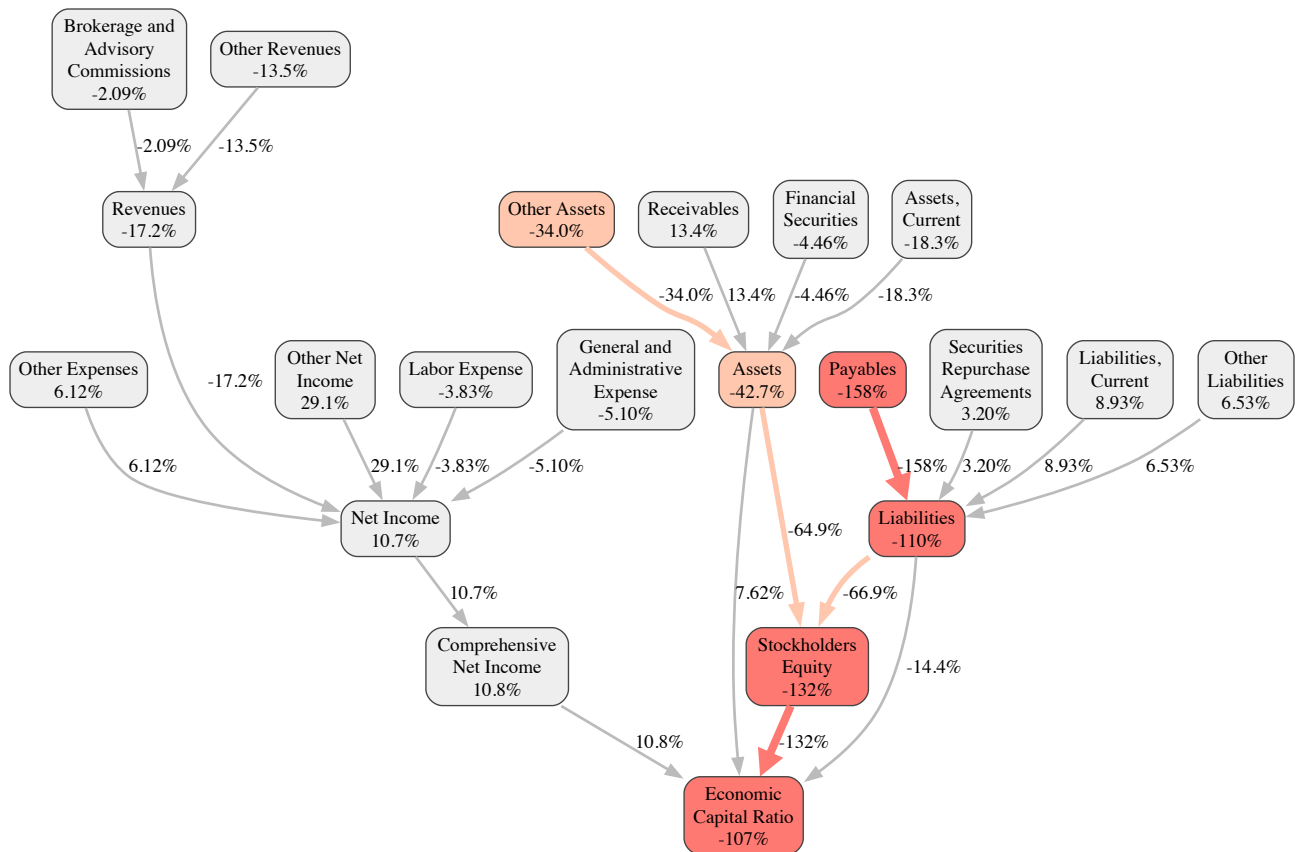 Brokerage and
Advisory
Commissions
-2.09%
Other Revenues
-13.5%
-2.09%
-13.5%
Revenues
-17.2%
Other Assets
-34.0%
Receivables
13.4%
Financial
Securities
-4.46%
Assets,
Current
-18.3%
-34.0%
13.4%
-4.46%
-18.3%
Other Expenses
6.12%
-17.2%
Other Net
Income
29.1%
Labor Expense
-3.83%
General and
Administrative
Expense
-5.10%
Assets
-42.7%
Payables
-158%
Securities
Repurchase
Agreements
3.20%
Liabilities,
Current
8.93%
Other
Liabilities
6.53%
6.12%
29.1%
-3.83%
-5.10%
-158%
3.20%
8.93%
6.53%
Net Income
10.7%
-64.9%
Liabilities
-110%
10.7%
7.62%
-66.9%
Comprehensive
Net Income
10.8%
Stockholders
Equity
-132%
-14.4%
10.8%
-132%
Economic
Capital Ratio
-107%